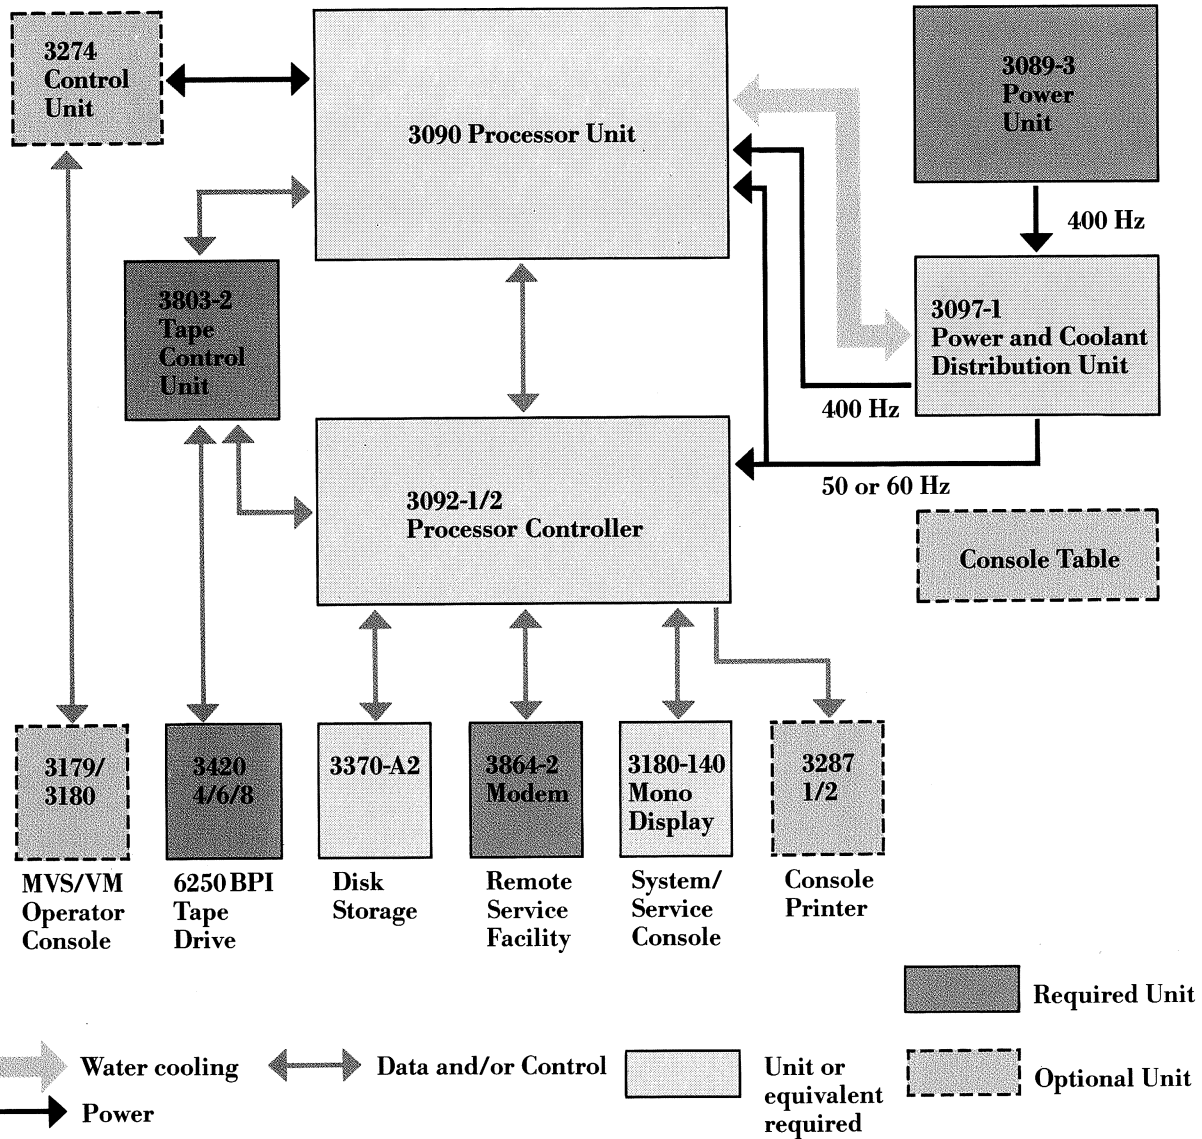 3274
Control
Unit
3090 Processor Unit
3089-3
Power
Unit
400 Hz
3803-2
Tape
Control
Unit
3097-1
Power and Coolant
Distribution Unit
400 Hz
50 or 60 Hz
3092-1/2
Processor Controller
Console Table
3179/
3180
3420
4/6/8
3370-A2
3864-2
Modem
3180-140
Mono
Display
3287
1/2
MVS/VM
Operator
Console
6250 BPI
Tape
Drive
Disk
Storage
Remote
Service
Facility
System/
Service
Console
Console
Printer
Required Unit
Water cooling
Data and/or Control
Unit or
equivalent
required
Optional Unit
Power